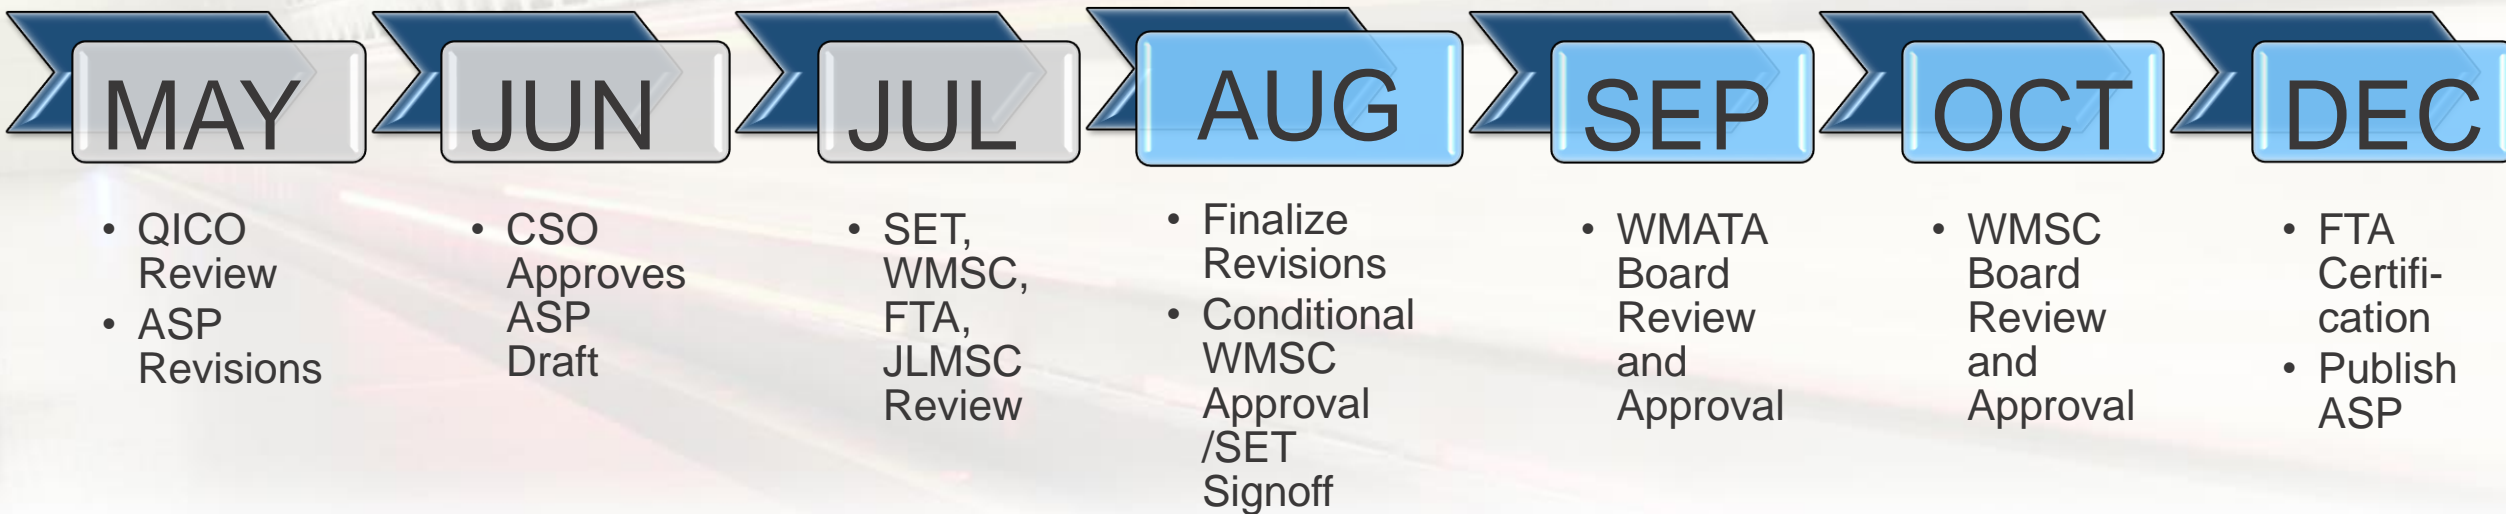 MAY
• QICO
Review
• ASP
Revisions
JUN
• CSO
Approves
ASP
Draft
JUL
• SET,
WMSC,
FTA,
JLMSC
Review
AUG
• Finalize
Revisions
• Conditional
WMSC
Approval
/SET
Signoff
SEP
• WMATA
Board
Review
and
Approval
OCT
• WMSC
Board
Review
and
Approval
DEC
• FTA
Certifi-
cation
• Publish
ASP